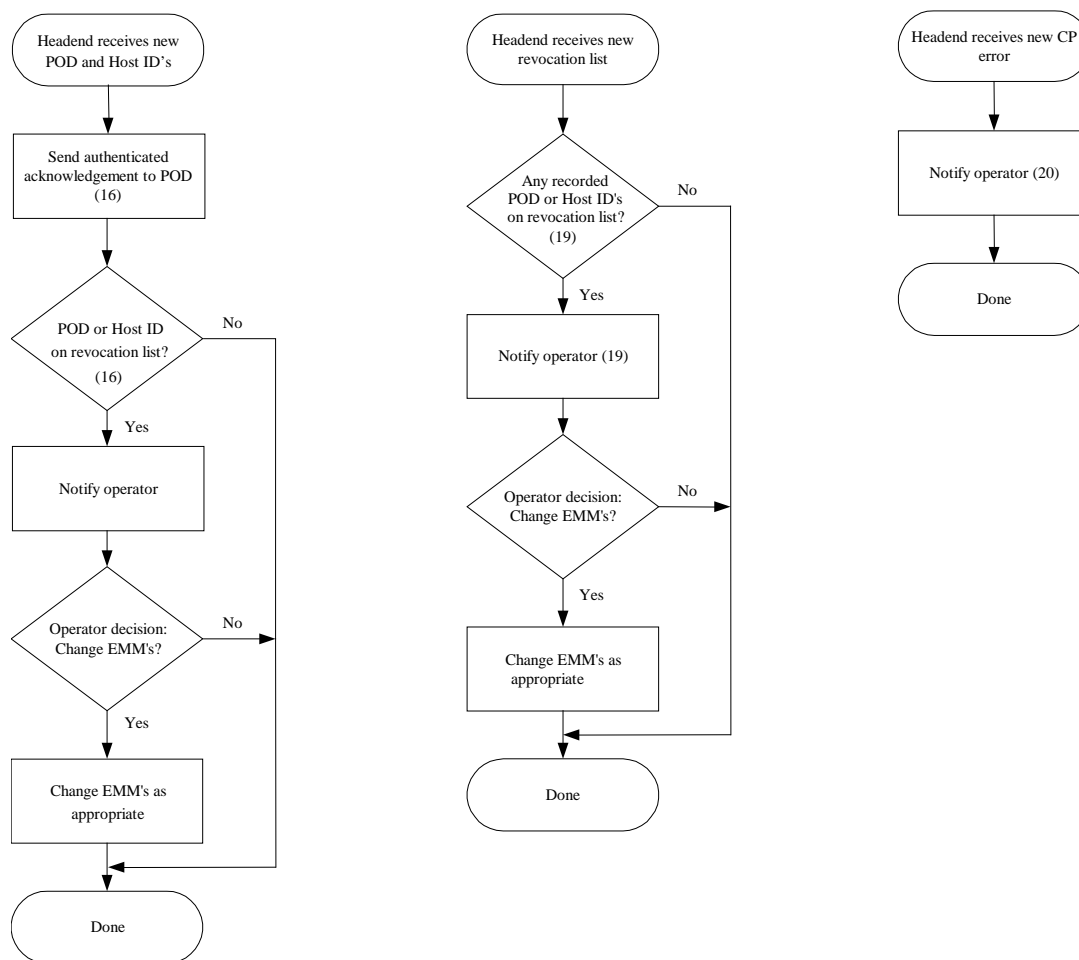 Headend receives new
POD and Host ID's
Send authenticated
acknowledgement to POD
(16)
POD or Host ID
on revocation list?
(16)
No
Yes
Notify operator
Operator decision:
Change EMM's?
No
Yes
Change EMM's as
appropriate
Done
Headend receives new
revocation list
Any recorded
POD or Host ID's
on revocation list?
(19)
No
Yes
Notify operator (19)
Operator decision:
Change EMM's?
No
Yes
Change EMM's as
appropriate
Done
Headend receives new CP
error
Notify operator (20)
Done